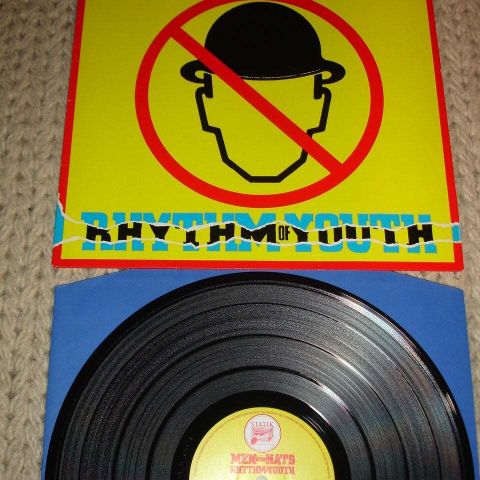 RHYTHM OF YOUTH
STATIK
MEN WITHOUT HATS
RHYTHM OF YOUTH